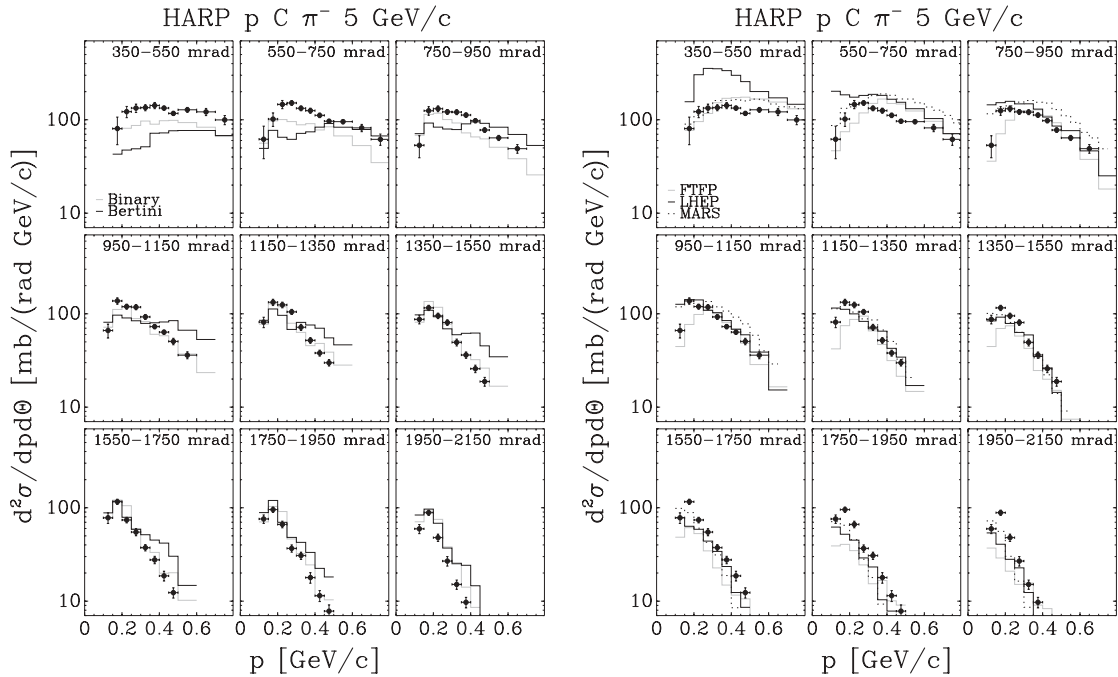 HARP p C π⁻ 5 GeV/c
d²σ/dpdΘ [mb/(rad GeV/c)]
350−550 mrad
550−750 mrad
750−950 mrad
100
10
Binary
Bertini
950−1150 mrad
1150−1350 mrad
1350−1550 mrad
100
10
1550−1750 mrad
1750−1950 mrad
1950−2150 mrad
100
10
0 0.2 0.4 0.6 0 0.2 0.4 0.6 0 0.2 0.4 0.6
p [GeV/c]
HARP p C π⁻ 5 GeV/c
d²σ/dpdΘ [mb/(rad GeV/c)]
350−550 mrad
550−750 mrad
750−950 mrad
100
10
FTFP
LHEP
MARS
950−1150 mrad
1150−1350 mrad
1350−1550 mrad
100
10
1550−1750 mrad
1750−1950 mrad
1950−2150 mrad
100
10
0 0.2 0.4 0.6 0 0.2 0.4 0.6 0 0.2 0.4 0.6
p [GeV/c]